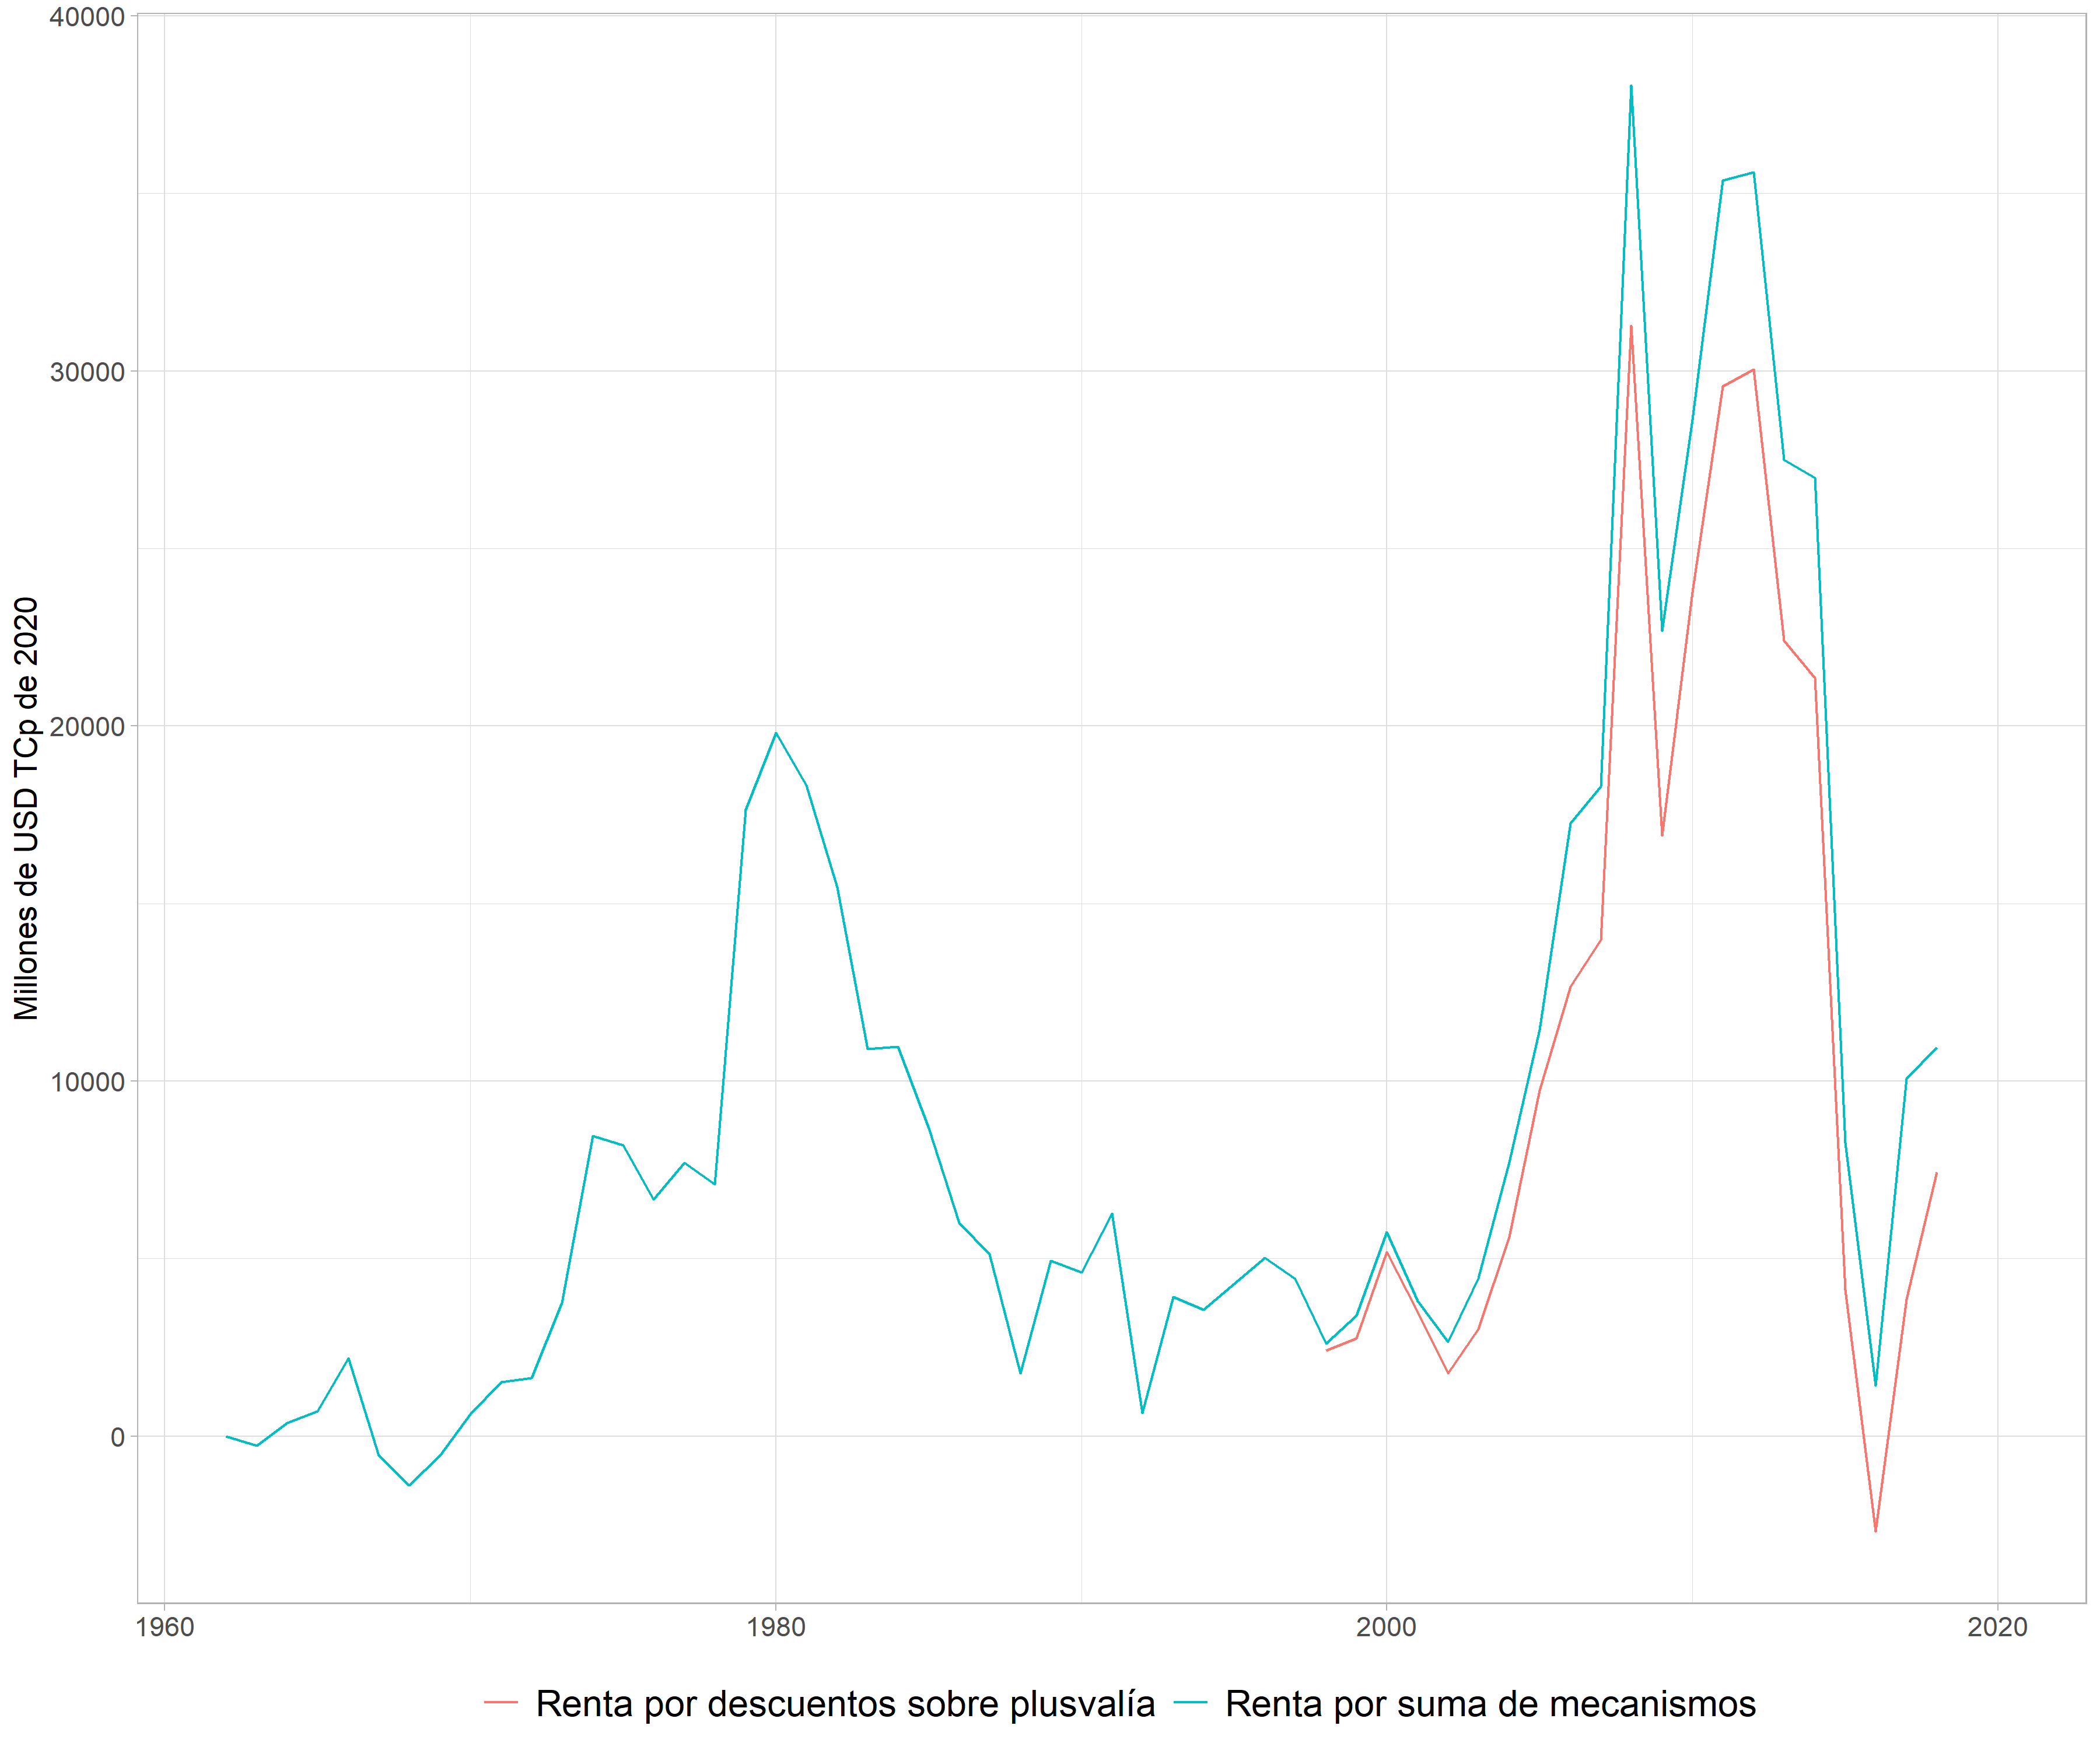 40000
30000
20000
10000
0
Millones de USD TCp de 2020
1960 1980 2000 2020
Renta por descuentos sobre plusvalía Renta por suma de mecanismos